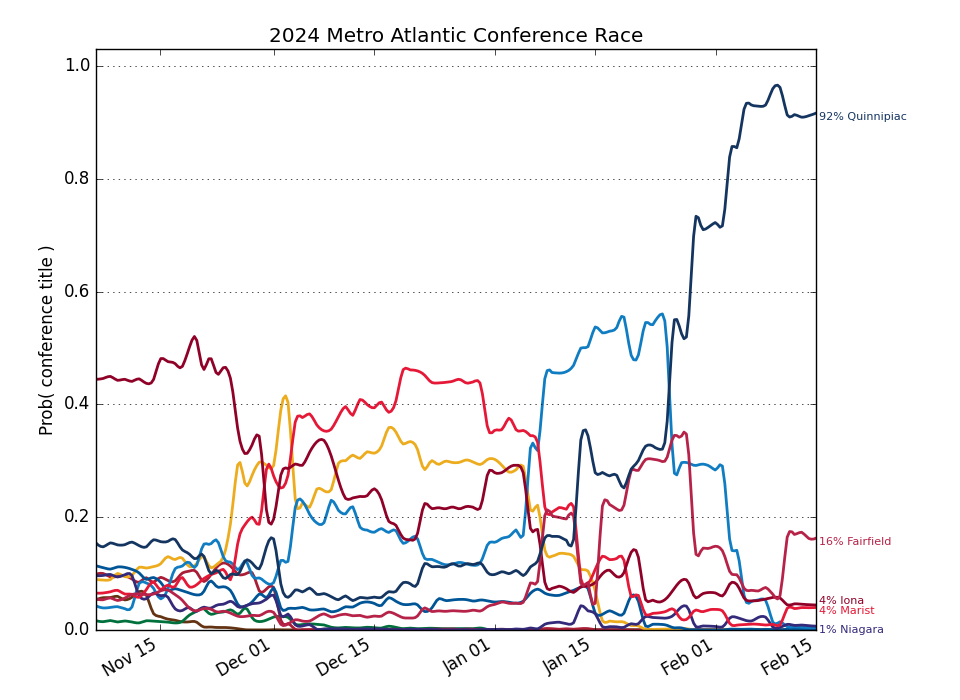 2024 Metro Atlantic Conference Race
Prob( conference title )
1.0
0.8
0.6
0.4
0.2
0.0
Nov 15
Dec 01
Dec 15
Jan 01
Jan 15
Feb 01
Feb 15
92% Quinnipiac
16% Fairfield
4% Iona
4% Marist
1% Niagara